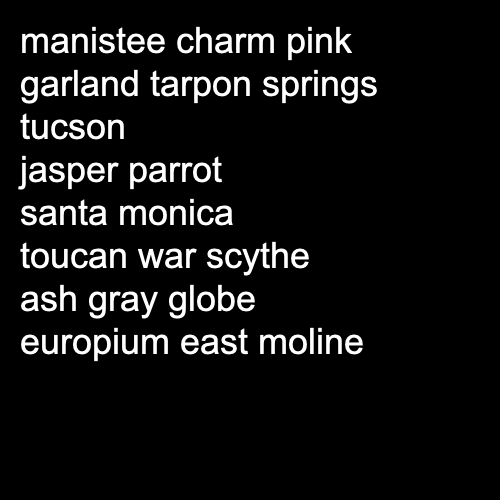 manistee charm pink
garland tarpon springs
tucson
jasper parrot
santa monica
toucan war scythe
ash gray globe
europium east moline